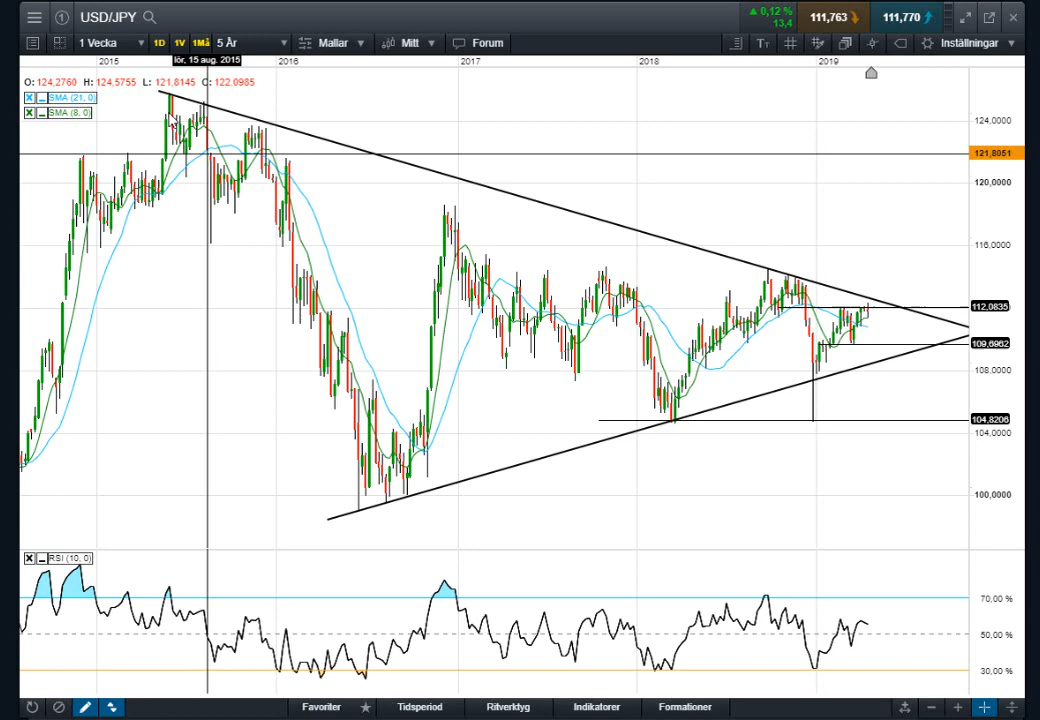 USD/JPY
0,12 %
13,4
111,763
111,770
1 Vecka
1D 1V 1Må 5 År
Mallar
Mitt
Forum
Inställningar
2015 lör, 15 aug. 2015 2016 2017 2018 2019
O: 124,2760 H: 124,5755 L: 121,8145 C: 122,0985
SMA (21, 0)
SMA (8, 0)
124,0000
121,8051
120,0000
116,0000
112,0835
109,6982
108,0000
104,8206
104,0000
100,0000
RSI (10, 0)
70,00 %
50,00 %
30,00 %
Favoriter Tidsperiod Ritverktyg Indikatorer Formationer